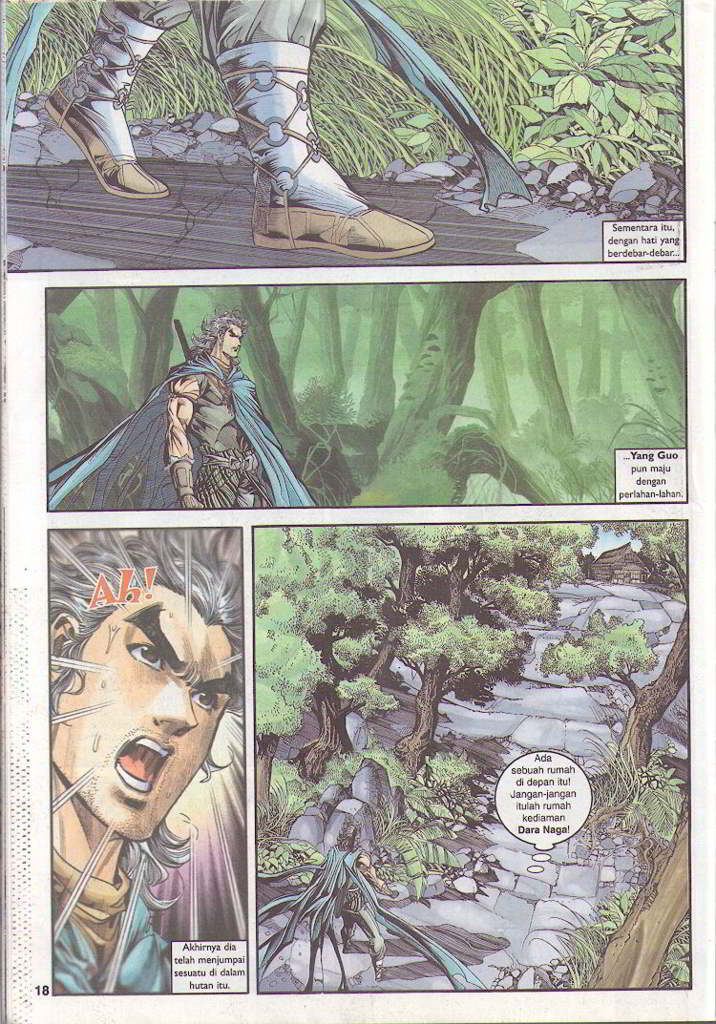 Sementara itu,
dengan hati yang
berdebar-debar...
...Yang Guo
pun maju
dengan
perlahan-lahan.
Ah!
Akhirnya dia
telah menjumpai
sesuatu di dalam
hutan itu.
Ada
sebuah rumah
di depan itu!
Jangan-jangan
itulah rumah
kediaman
Dara Naga!
18